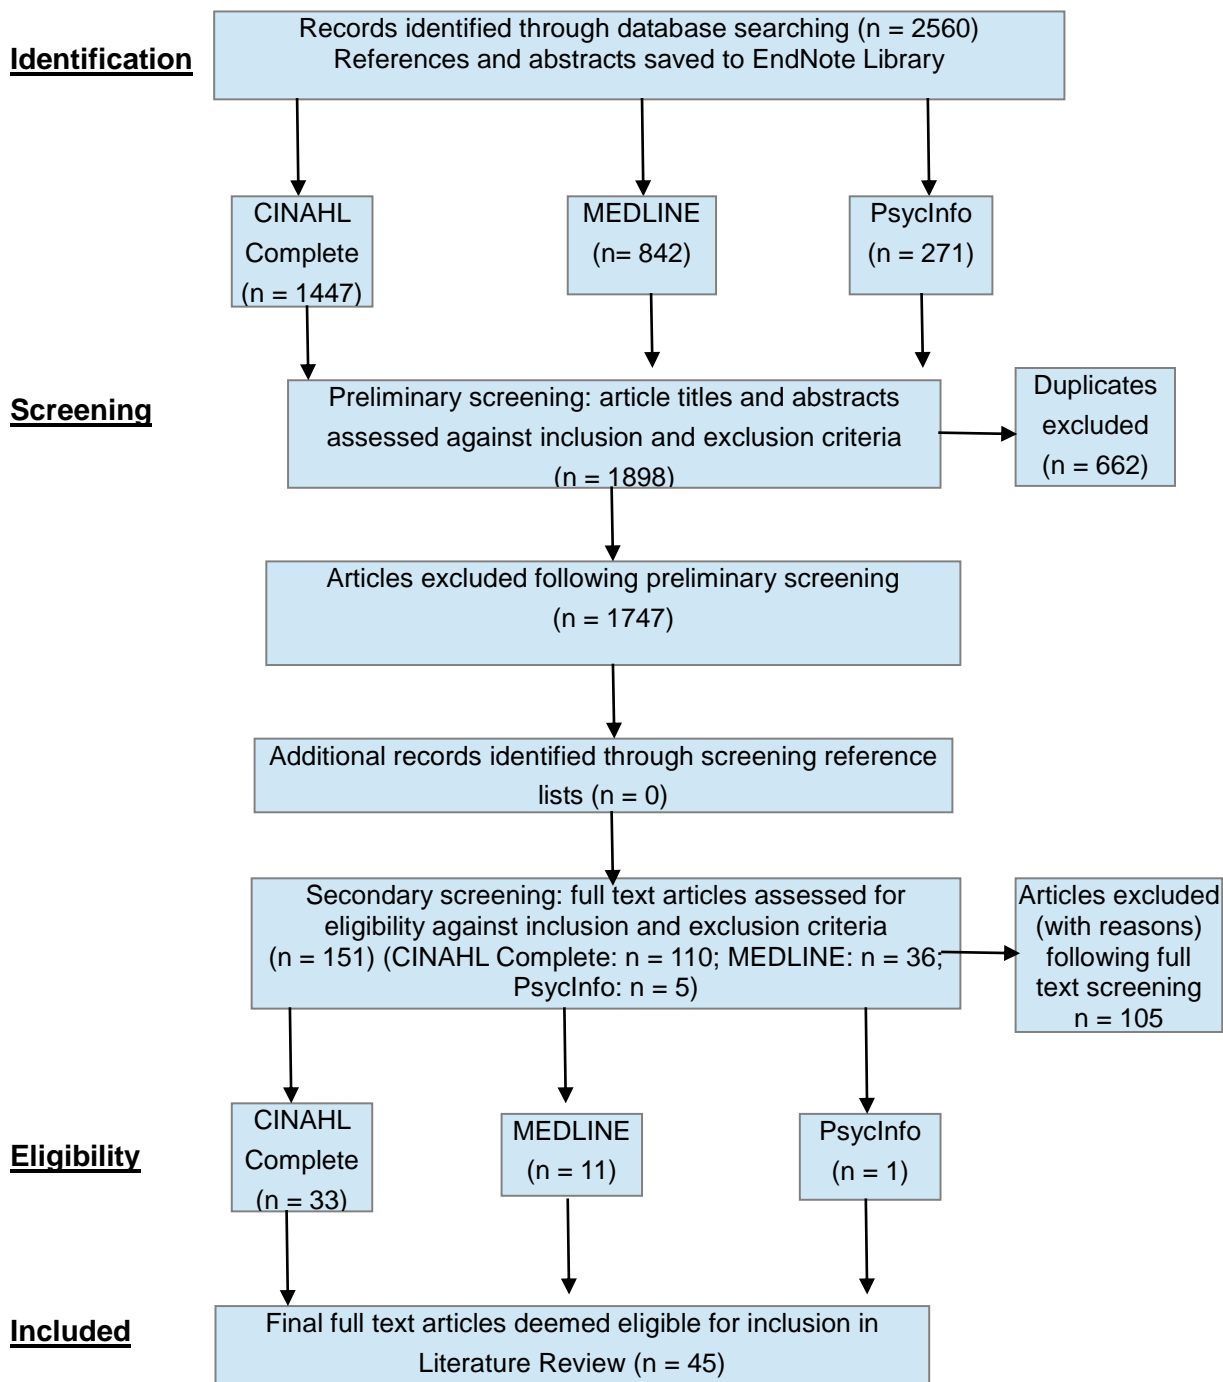 Identification
Records identified through database searching (n = 2560)
References and abstracts saved to EndNote Library
CINAHL
Complete
(n = 1447)
MEDLINE
(n= 842)
PsycInfo
(n = 271)
Screening
Preliminary screening: article titles and abstracts
assessed against inclusion and exclusion criteria
(n = 1898)
Duplicates
excluded
(n = 662)
Articles excluded following preliminary screening
(n = 1747)
Additional records identified through screening reference
lists (n = 0)
Secondary screening: full text articles assessed for
eligibility against inclusion and exclusion criteria
(n = 151) (CINAHL Complete: n = 110; MEDLINE: n = 36;
PsycInfo: n = 5)
Articles excluded
(with reasons)
following full
text screening
n = 105
Eligibility
CINAHL
Complete
(n = 33)
MEDLINE
(n = 11)
PsycInfo
(n = 1)
Included
Final full text articles deemed eligible for inclusion in
Literature Review (n = 45)